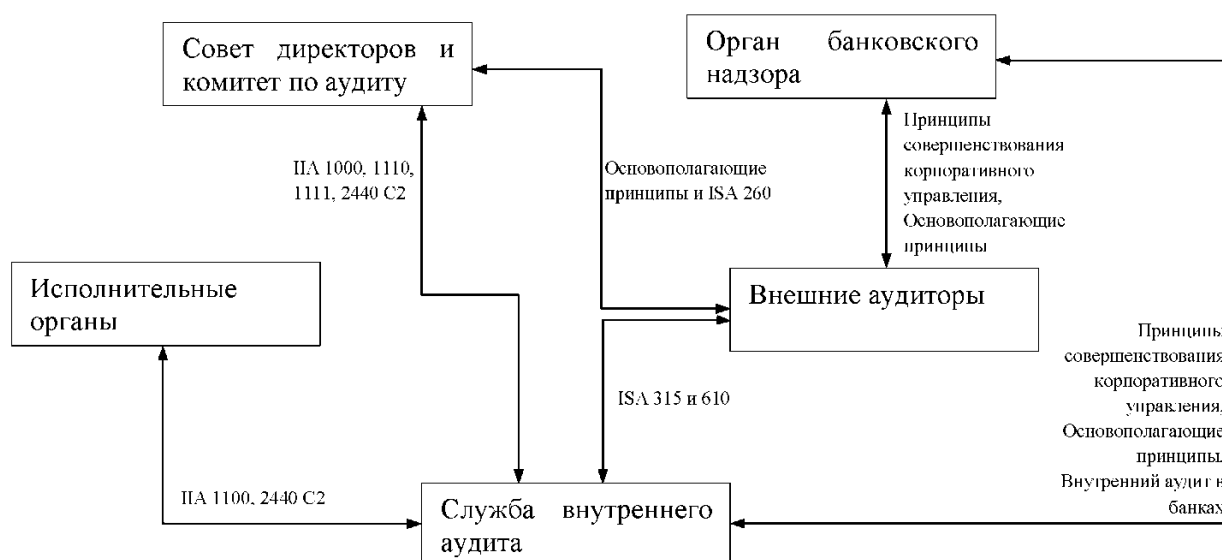 Совет директоров и
комитет по аудиту
Орган банковского
надзора
IIA 1000, 1110,
1111, 2440 C2
Основополагающие
принципы и ISA 260
Принципы
совершенствования
корпоративного
управления,
Основополагающие
принципы
Исполнительные
органы
Внешние аудиторы
ISA 315 и 610
Принципы
совершенствования
корпоративного
управления,
Основополагающие
принципы,
Внутренний аудит в
банках
IIA 1100, 2440 C2
Служба внутреннего
аудита